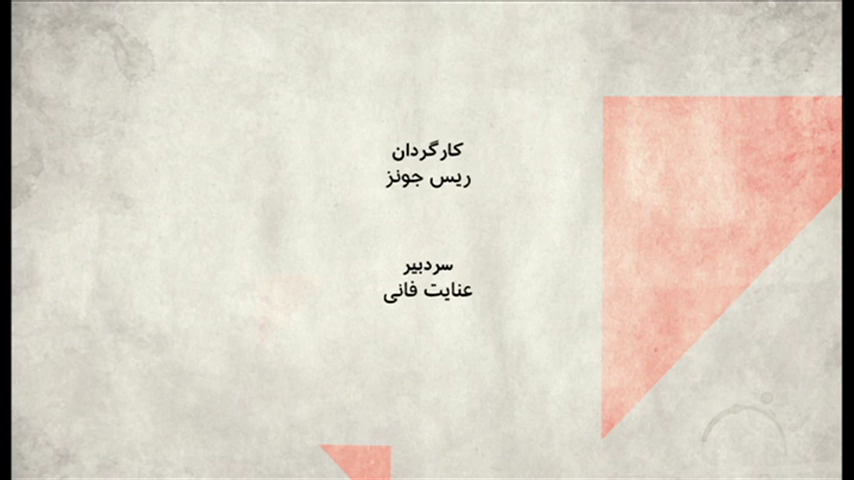 کارگردان
ریس جونز
سردبیر
عنایت فانی